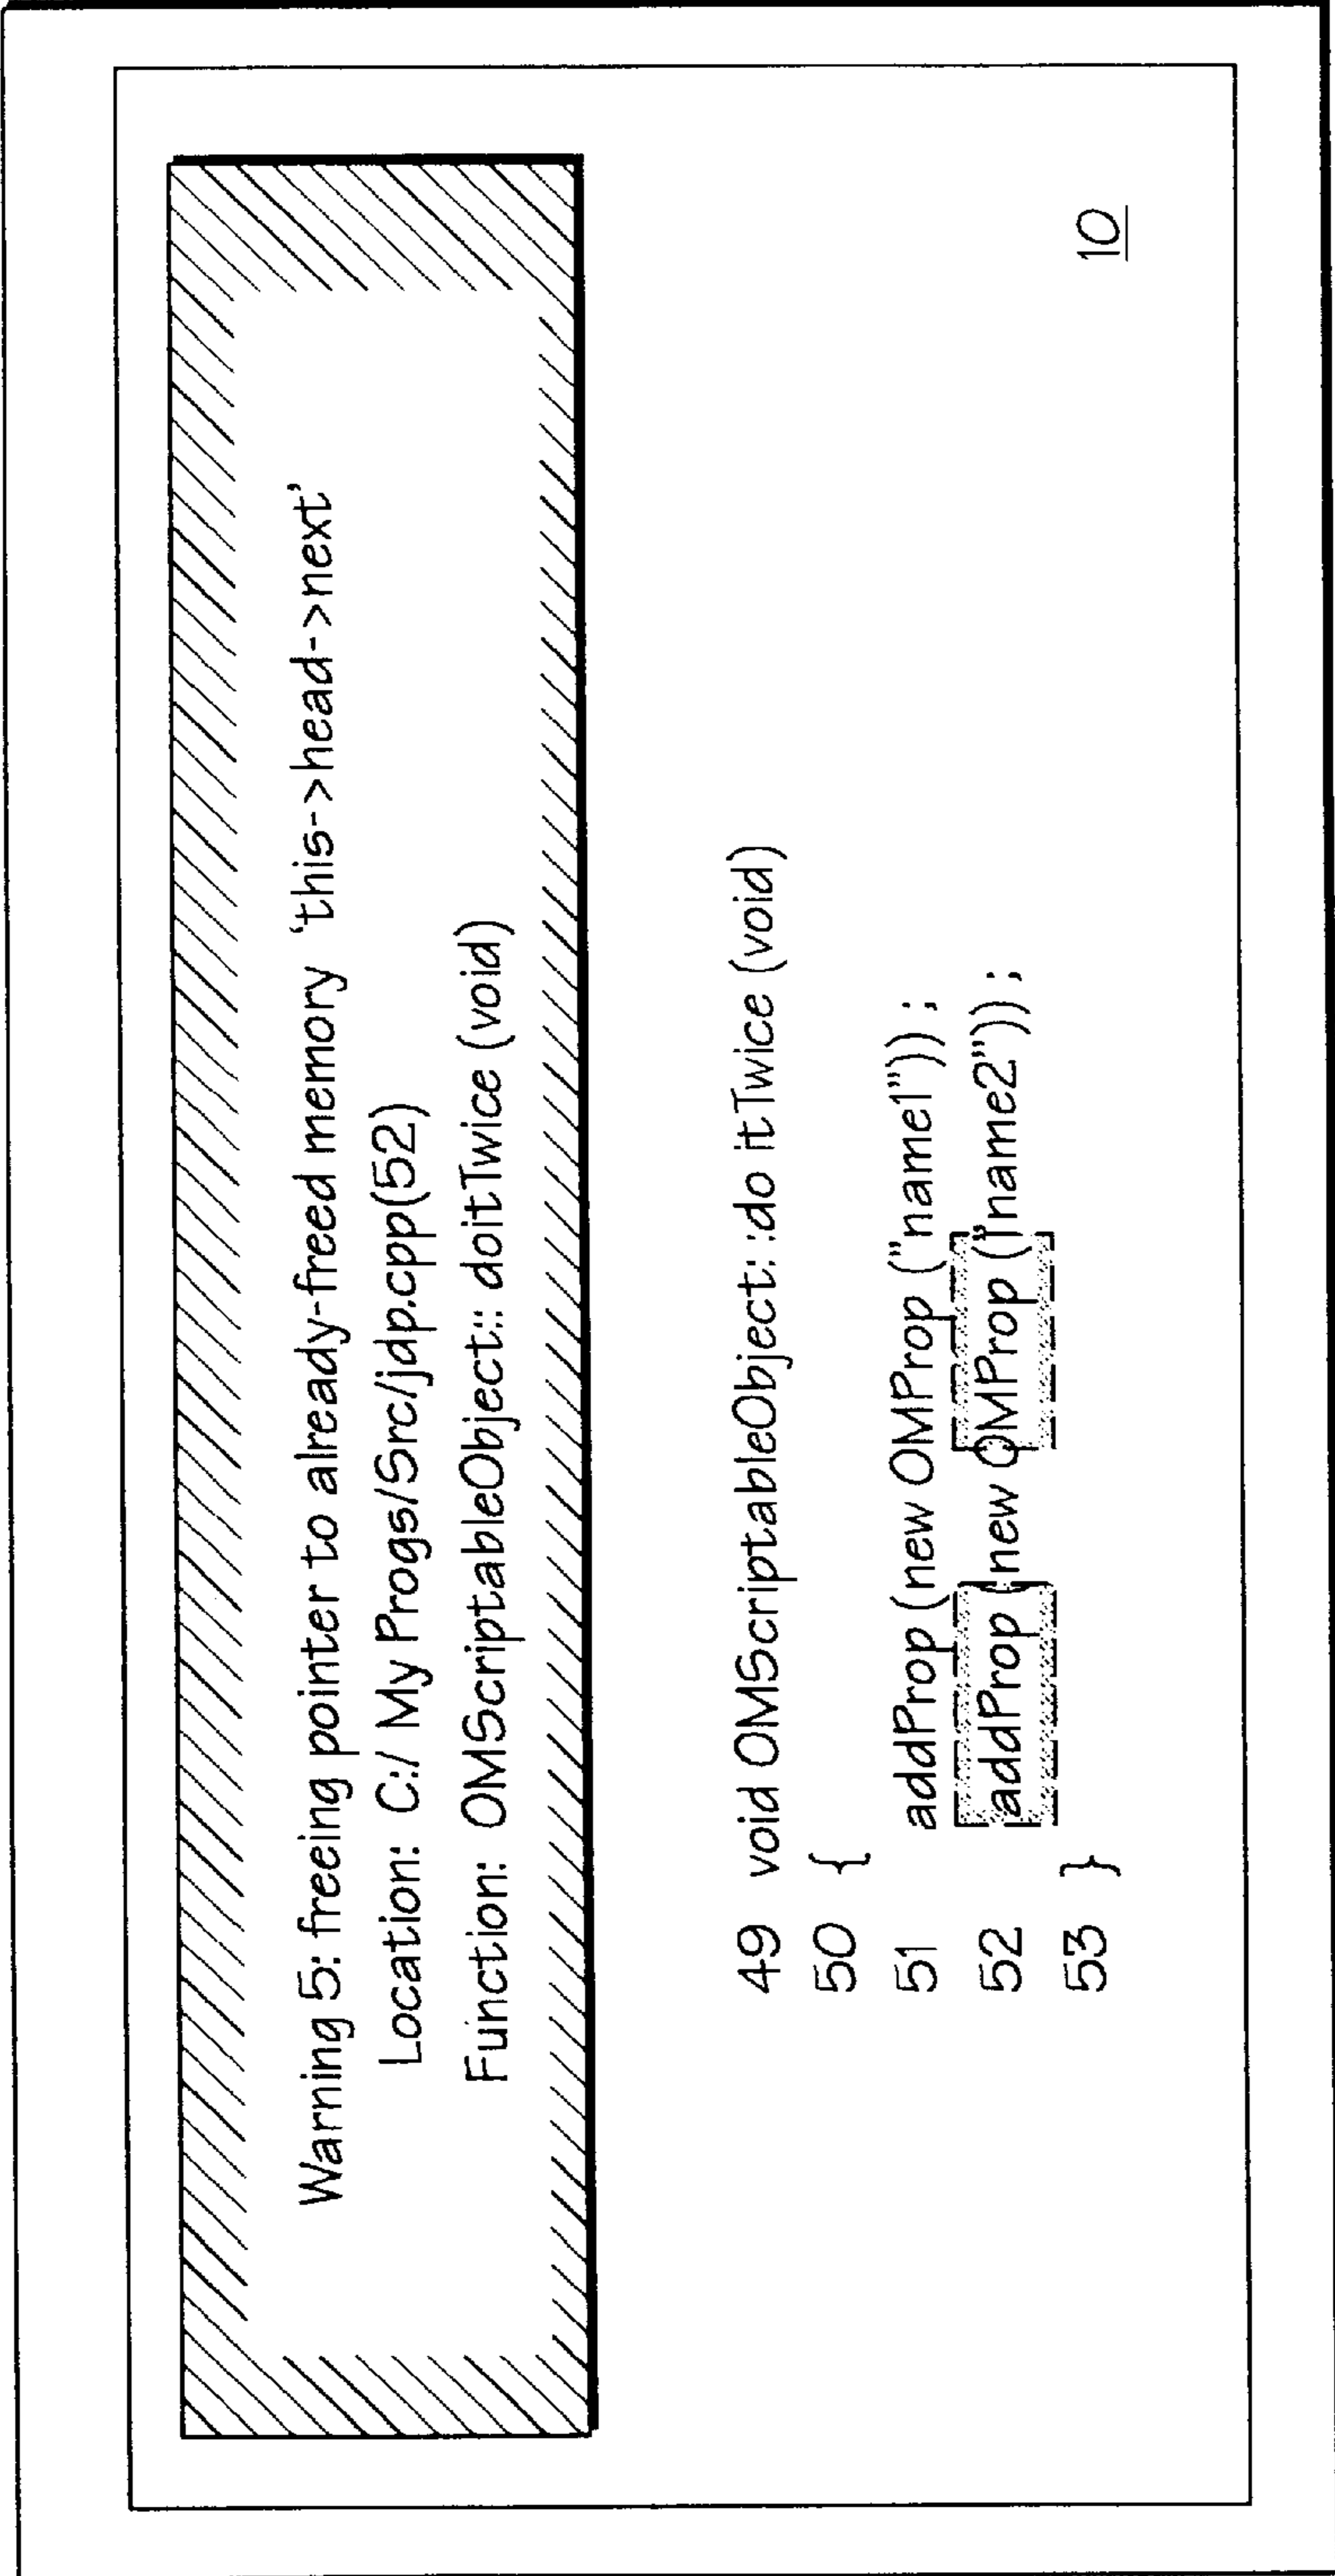 Warning 5: freeing pointer to already-freed memory ‘this->head->next’
Location: C:/ My Progs/Src/jdp.cpp(52)
Function: OMScriptableObject:: doitTwice (void)
49 void OMScriptableObject: :do itTwice (void)
50 {
51 addProp (new OMProp ("name1")) ;
52 addProp (new OMProp ("name2")) ;
53 }
10